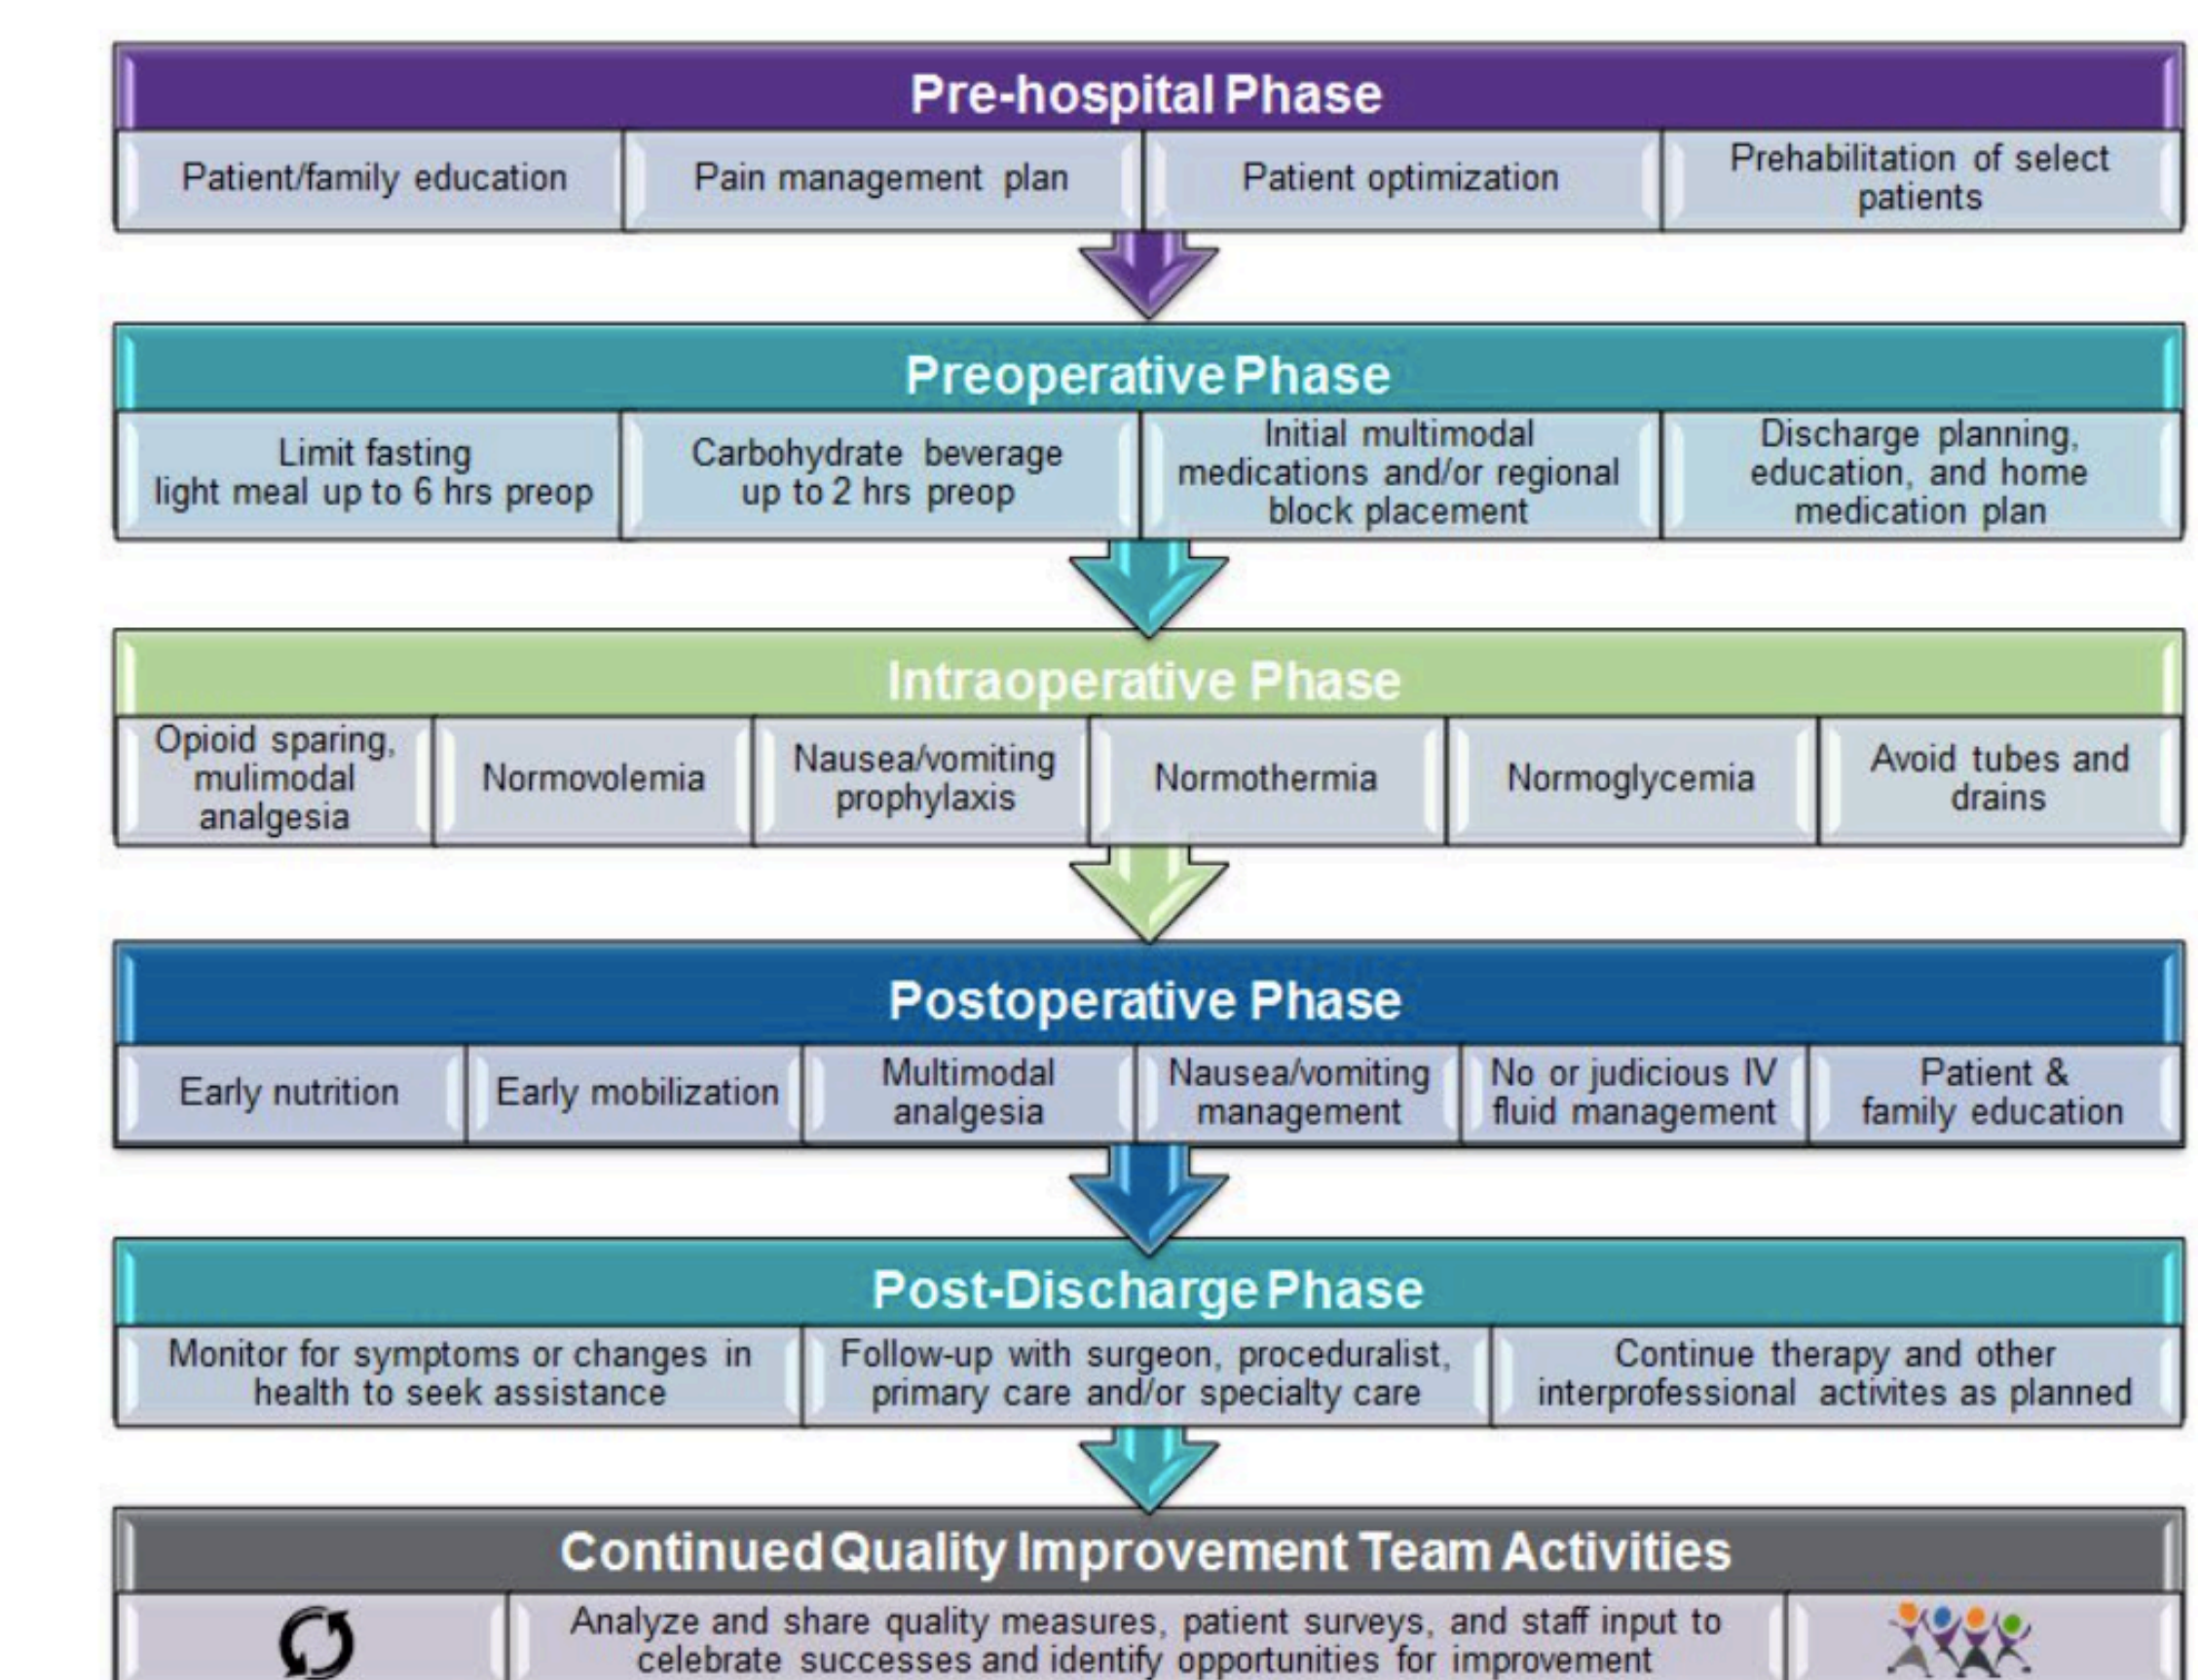 Pre-hospital Phase
Patient/family education
Pain management plan
Patient optimization
Prehabilitation of select
patients
Preoperative Phase
Limit fasting
light meal up to 6 hrs preop
Carbohydrate beverage
up to 2 hrs preop
Initial multimodal
medications and/or regional
block placement
Discharge planning,
education, and home
medication plan
Intraoperative Phase
Opioid sparing,
mulimodal
analgesia
Normovolemia
Nausea/vomiting
prophylaxis
Normothermia
Normoglycemia
Avoid tubes and
drains
Postoperative Phase
Early nutrition
Early mobilization
Multimodal
analgesia
Nausea/vomiting
management
No or judicious IV
fluid management
Patient &
family education
Post-Discharge Phase
Monitor for symptoms or changes in
health to seek assistance
Follow-up with surgeon, proceduralist,
primary care and/or specialty care
Continue therapy and other
interprofessional activites as planned
Continued Quality Improvement Team Activities
Analyze and share quality measures, patient surveys, and staff input to
celebrate successes and identify opportunities for improvement